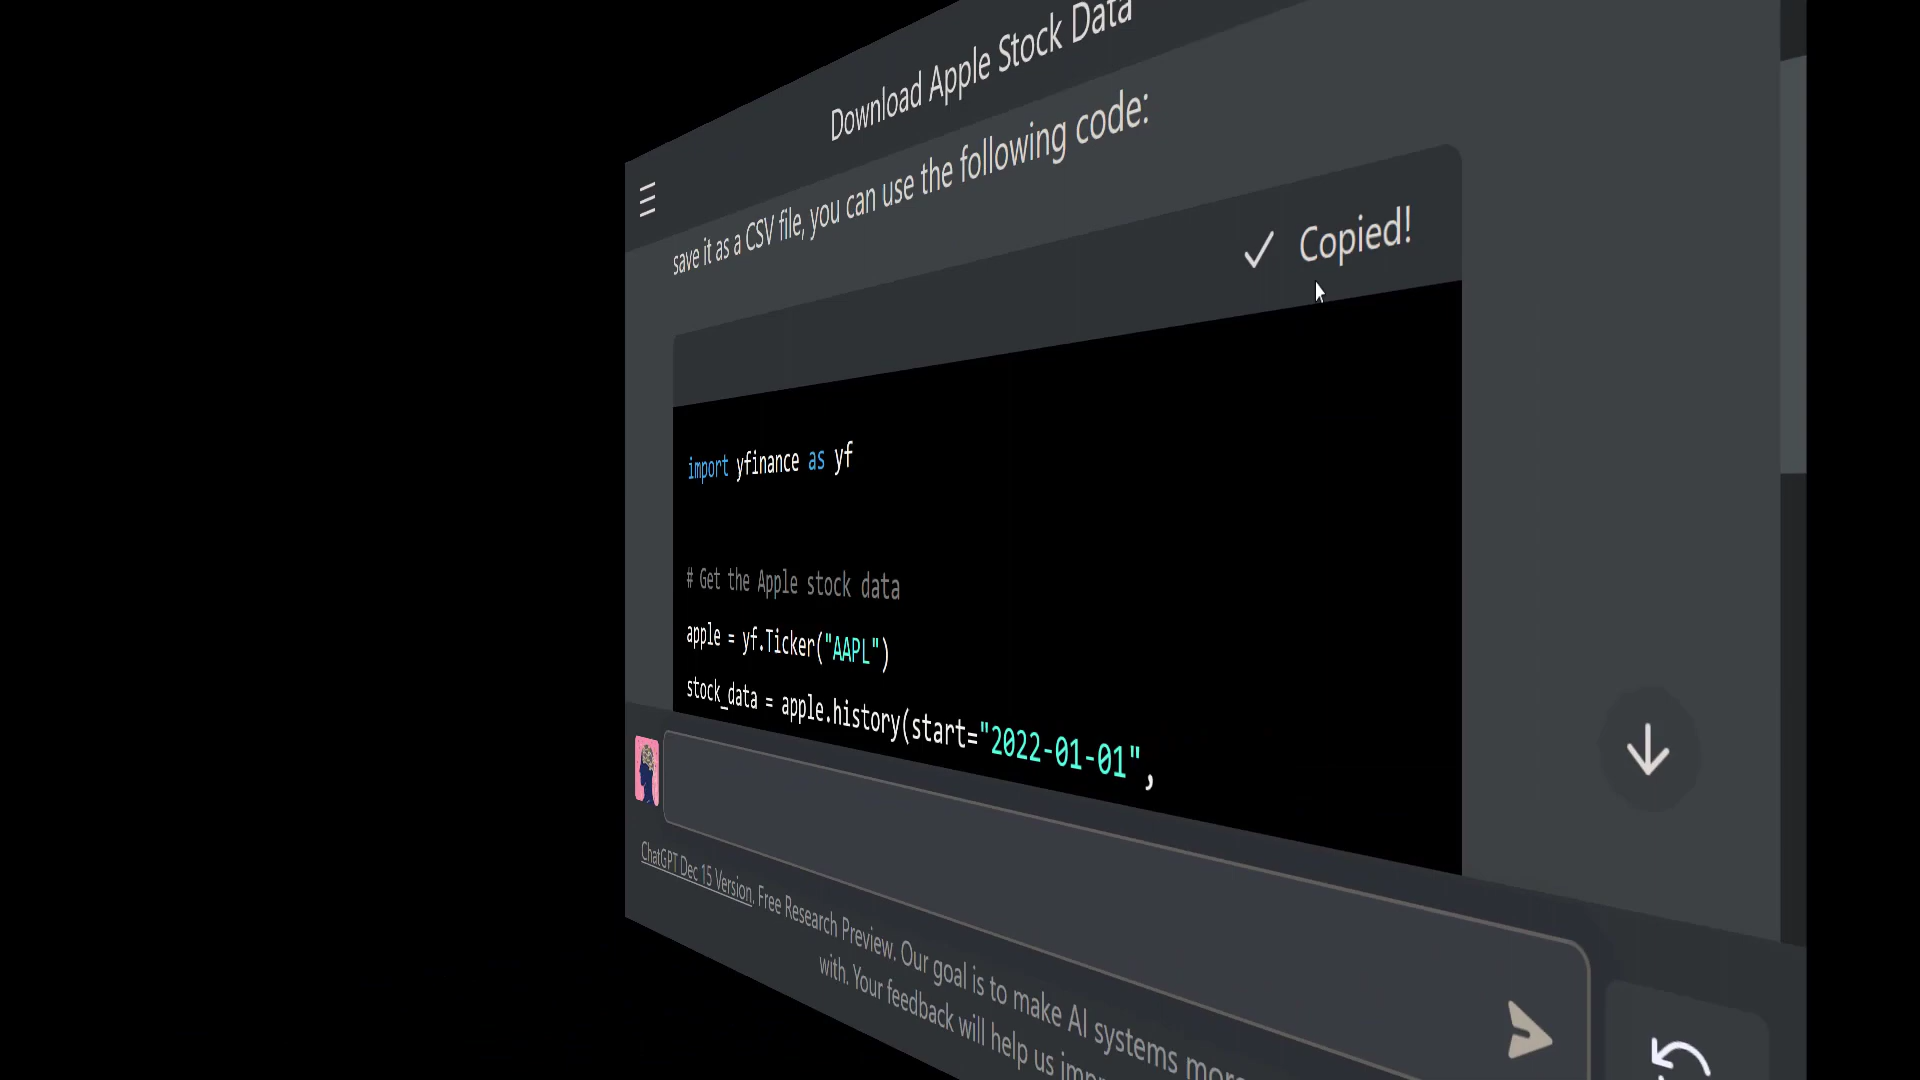 Download Apple Stock Data
save it as a CSV file, you can use the following code:
Copied!
import yfinance as yf
# Get the Apple stock data
apple = yf.Ticker("AAPL")
stock_data = apple.history(start="2022-01-01",
ChatGPT Dec 15 Version. Free Research Preview. Our goal is to make AI systems more
with. Your feedback will help us